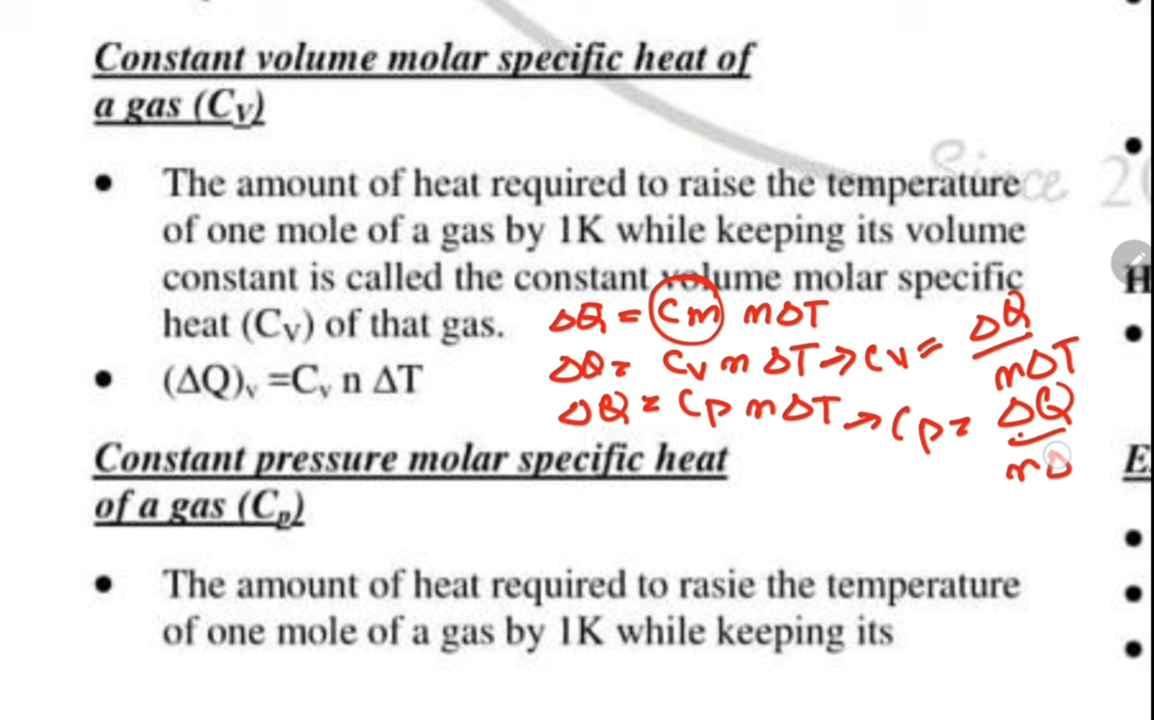 Constant volume molar specific heat of
a gas (Cv)
Since 20
• The amount of heat required to raise the temperature
of one mole of a gas by 1K while keeping its volume
constant is called the constant volume molar specific
heat (Cv) of that gas.
ΔQ = Cm mΔT
ΔQ = Cv m ΔT → Cv = ΔQ / mΔT
• (ΔQ)v =Cv n ΔT
ΔQ = Cp mΔT → Cp = ΔQ / mΔ
Constant pressure molar specific heat
of a gas (Cp)
• The amount of heat required to rasie the temperature
of one mole of a gas by 1K while keeping its
H
E